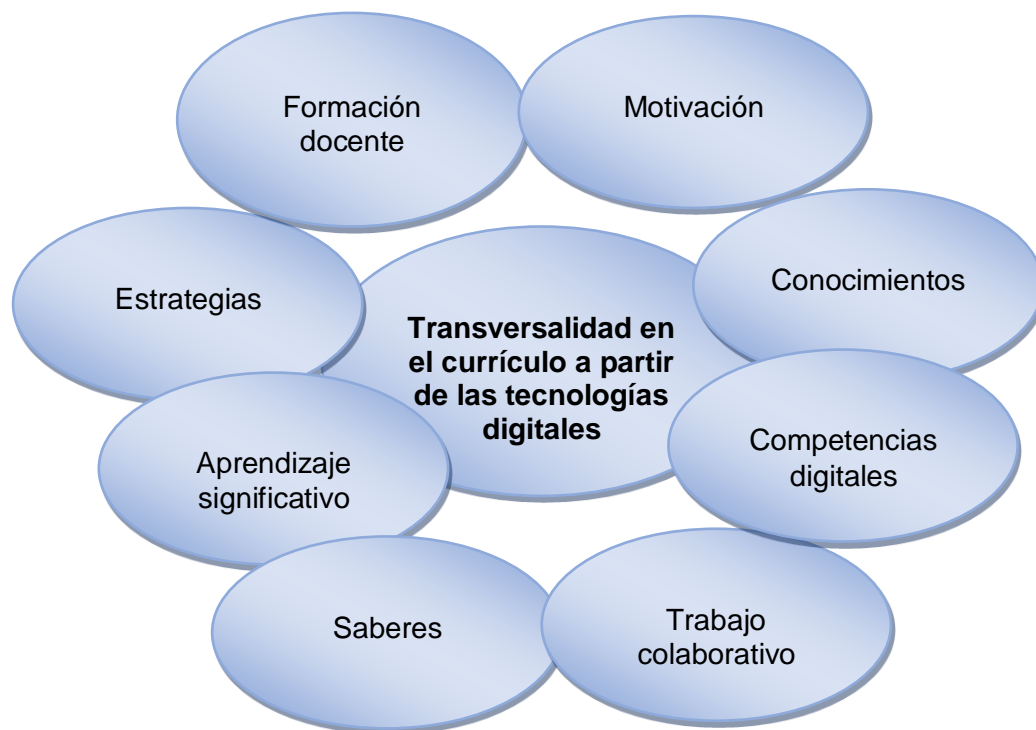 Formación
docente
Motivación
Estrategias
Conocimientos
Transversalidad en
el currículo a partir
de las tecnologías
digitales
Aprendizaje
significativo
Competencias
digitales
Saberes
Trabajo
colaborativo